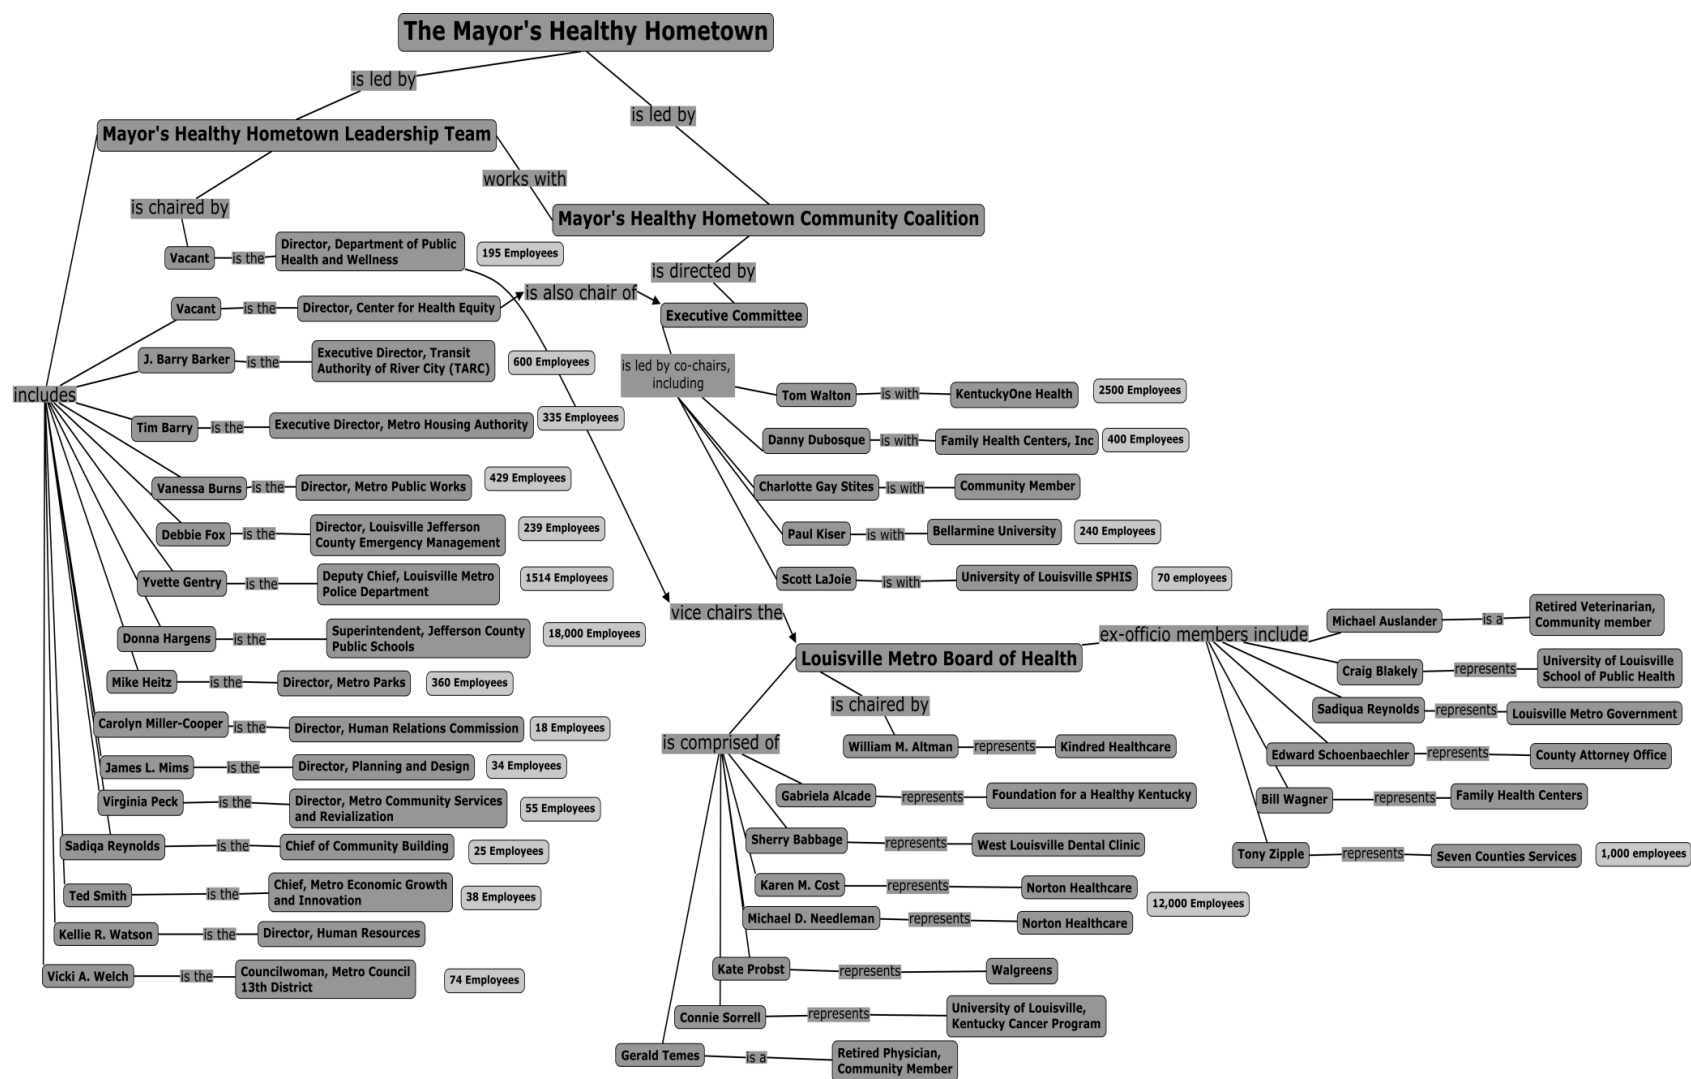 The Mayor's Healthy Hometown
is led by
is led by
Mayor's Healthy Hometown Leadership Team
works with
is chaired by
Mayor's Healthy Hometown Community Coalition
Vacant
is the
Director, Department of Public
Health and Wellness
195 Employees
is directed by
Vacant
is the
Director, Center for Health Equity
is also chair of
Executive Committee
J. Barry Barker
is the
Executive Director, Transit
Authority of River City (TARC)
600 Employees
is led by co-chairs,
including
includes
Tom Walton
is with
KentuckyOne Health
2500 Employees
Tim Barry
is the
Executive Director, Metro Housing Authority
335 Employees
Danny Dubosque
is with
Family Health Centers, Inc
400 Employees
Vanessa Burns
is the
Director, Metro Public Works
429 Employees
Charlotte Gay Stites
is with
Community Member
Debbie Fox
is the
Director, Louisville Jefferson
County Emergency Management
239 Employees
Paul Kiser
is with
Bellarmine University
240 Employees
Yvette Gentry
is the
Deputy Chief, Louisville Metro
Police Department
1514 Employees
Scott LaJoie
is with
University of Louisville SPHIS
70 employees
Donna Hargens
is the
Superintendent, Jefferson County
Public Schools
18,000 Employees
vice chairs the
Louisville Metro Board of Health
ex-officio members include
Michael Auslander
is a
Retired Veterinarian,
Community member
Craig Blakely
represents
University of Louisville
School of Public Health
Mike Heitz
is the
Director, Metro Parks
360 Employees
Sadiqua Reynolds
represents
Louisville Metro Government
Carolyn Miller-Cooper
is the
Director, Human Relations Commission
18 Employees
is chaired by
is comprised of
William M. Altman
represents
Kindred Healthcare
Edward Schoenbaechler
represents
County Attorney Office
James L. Mims
is the
Director, Planning and Design
34 Employees
Gabriela Alcade
represents
Foundation for a Healthy Kentucky
Bill Wagner
represents
Family Health Centers
Virginia Peck
is the
Director, Metro Community Services
and Revialization
55 Employees
Sherry Babbage
represents
West Louisville Dental Clinic
Tony Zipple
represents
Seven Counties Services
1,000 employees
Sadiqa Reynolds
is the
Chief of Community Building
25 Employees
Karen M. Cost
represents
Norton Healthcare
12,000 Employees
Ted Smith
is the
Chief, Metro Economic Growth
and Innovation
38 Employees
Michael D. Needleman
represents
Norton Healthcare
Kellie R. Watson
is the
Director, Human Resources
Kate Probst
represents
Walgreens
Vicki A. Welch
is the
Councilwoman, Metro Council
13th District
74 Employees
Connie Sorrell
represents
University of Louisville,
Kentucky Cancer Program
Gerald Temes
is a
Retired Physician,
Community Member